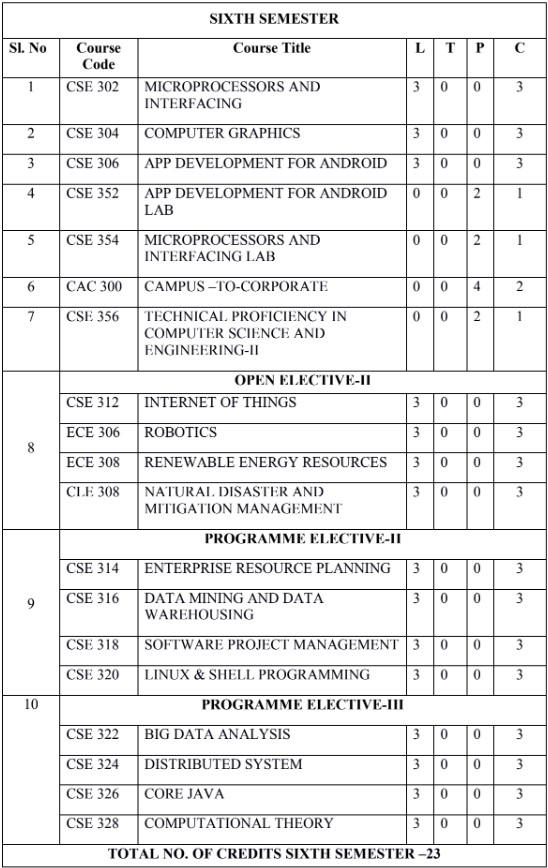 SIXTH SEMESTER
Sl. No Course Code Course Title L T P C
1 CSE 302 MICROPROCESSORS AND INTERFACING 3 0 0 3
2 CSE 304 COMPUTER GRAPHICS 3 0 0 3
3 CSE 306 APP DEVELOPMENT FOR ANDROID 3 0 0 3
4 CSE 352 APP DEVELOPMENT FOR ANDROID LAB 0 0 2 1
5 CSE 354 MICROPROCESSORS AND INTERFACING LAB 0 0 2 1
6 CAC 300 CAMPUS –TO-CORPORATE 0 0 4 2
7 CSE 356 TECHNICAL PROFICIENCY IN COMPUTER SCIENCE AND ENGINEERING-II 0 0 2 1
OPEN ELECTIVE-II
8
CSE 312 INTERNET OF THINGS 3 0 0 3
ECE 306 ROBOTICS 3 0 0 3
ECE 308 RENEWABLE ENERGY RESOURCES 3 0 0 3
CLE 308 NATURAL DISASTER AND MITIGATION MANAGEMENT 3 0 0 3
PROGRAMME ELECTIVE-II
9
CSE 314 ENTERPRISE RESOURCE PLANNING 3 0 0 3
CSE 316 DATA MINING AND DATA WAREHOUSING 3 0 0 3
CSE 318 SOFTWARE PROJECT MANAGEMENT 3 0 0 3
CSE 320 LINUX & SHELL PROGRAMMING 3 0 0 3
10 PROGRAMME ELECTIVE-III
CSE 322 BIG DATA ANALYSIS 3 0 0 3
CSE 324 DISTRIBUTED SYSTEM 3 0 0 3
CSE 326 CORE JAVA 3 0 0 3
CSE 328 COMPUTATIONAL THEORY 3 0 0 3
TOTAL NO. OF CREDITS SIXTH SEMESTER –23